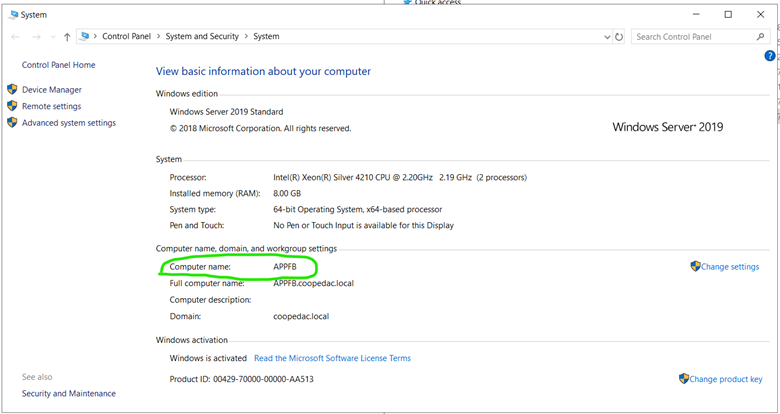 Quick access
System
Control Panel > System and Security > System
Search Control Panel
Control Panel Home
Device Manager
Remote settings
Advanced system settings
View basic information about your computer
Windows edition
Windows Server 2019 Standard
© 2018 Microsoft Corporation. All rights reserved.
Windows Server® 2019
System
Processor: Intel(R) Xeon(R) Silver 4210 CPU @ 2.20GHz 2.19 GHz (2 processors)
Installed memory (RAM): 8.00 GB
System type: 64-bit Operating System, x64-based processor
Pen and Touch: No Pen or Touch Input is available for this Display
Computer name, domain, and workgroup settings
Computer name: APPFB
Change settings
Full computer name: APPFB.coopedac.local
Computer description:
Domain: coopedac.local
Windows activation
Windows is activated Read the Microsoft Software License Terms
Product ID: 00429-70000-00000-AA513
Change product key
See also
Security and Maintenance